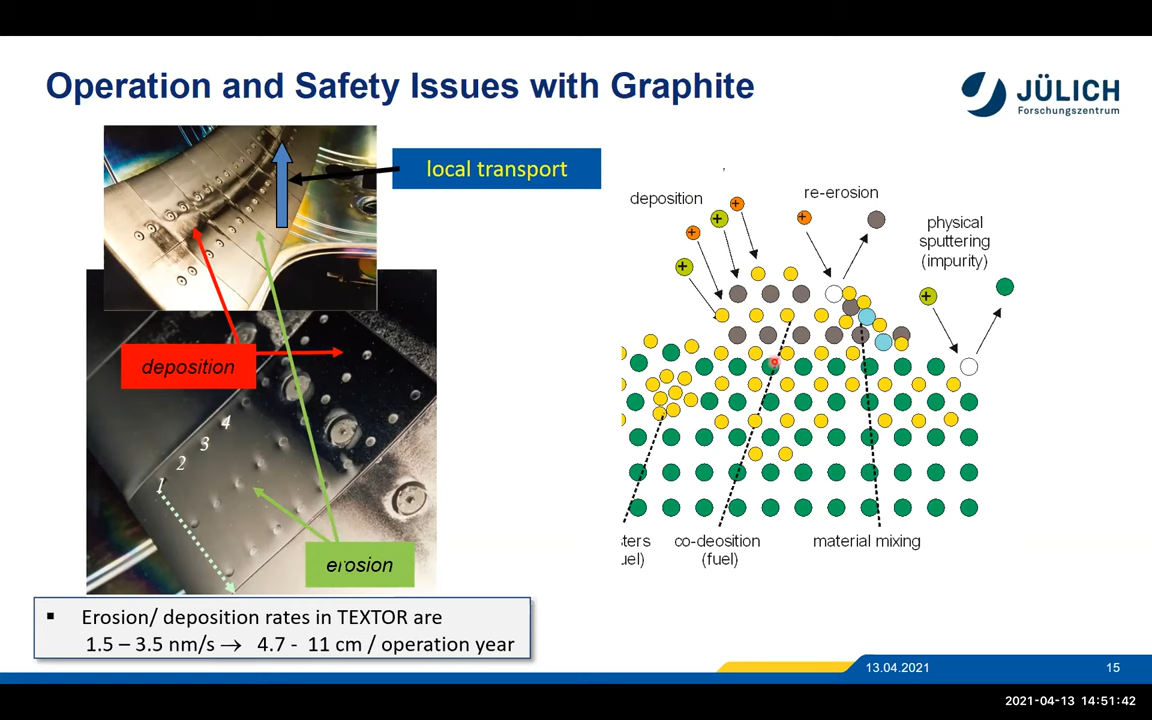 Operation and Safety Issues with Graphite
JÜLICH
Forschungszentrum
local transport
deposition
4
3
2
1
erosion
▪ Erosion/ deposition rates in TEXTOR are
1.5 – 3.5 nm/s → 4.7 - 11 cm / operation year
deposition
re-erosion
physical
sputtering
(impurity)
+
+
+
+
+
+
sters
uel)
co-deosition
(fuel)
material mixing
13.04.2021
15
2021-04-13 14:51:42